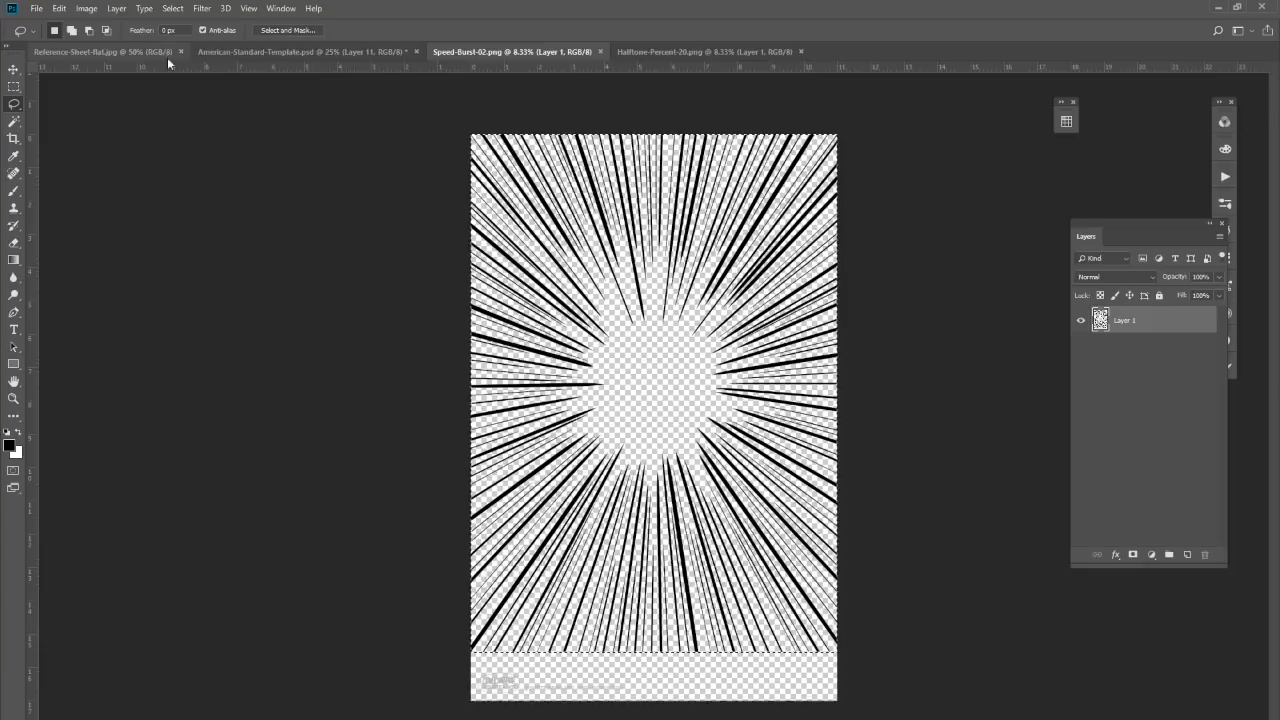 Ps File Edit Image Layer Type Select Filter 3D View Window Help
Feather: 0 px Anti-alias Select and Mask...
Reference-Sheet-flat.jpg @ 50% (RGB/8) × American-Standard-Template.psd @ 25% (Layer 11, RGB/8) * × Speed-Burst-02.png @ 8.33% (Layer 1, RGB/8) × Halftone-Percent-20.png @ 8.33% (Layer 1, RGB/8) ×
Layers
Kind
Normal Opacity: 100%
Lock: Fill: 100%
Layer 1
fx